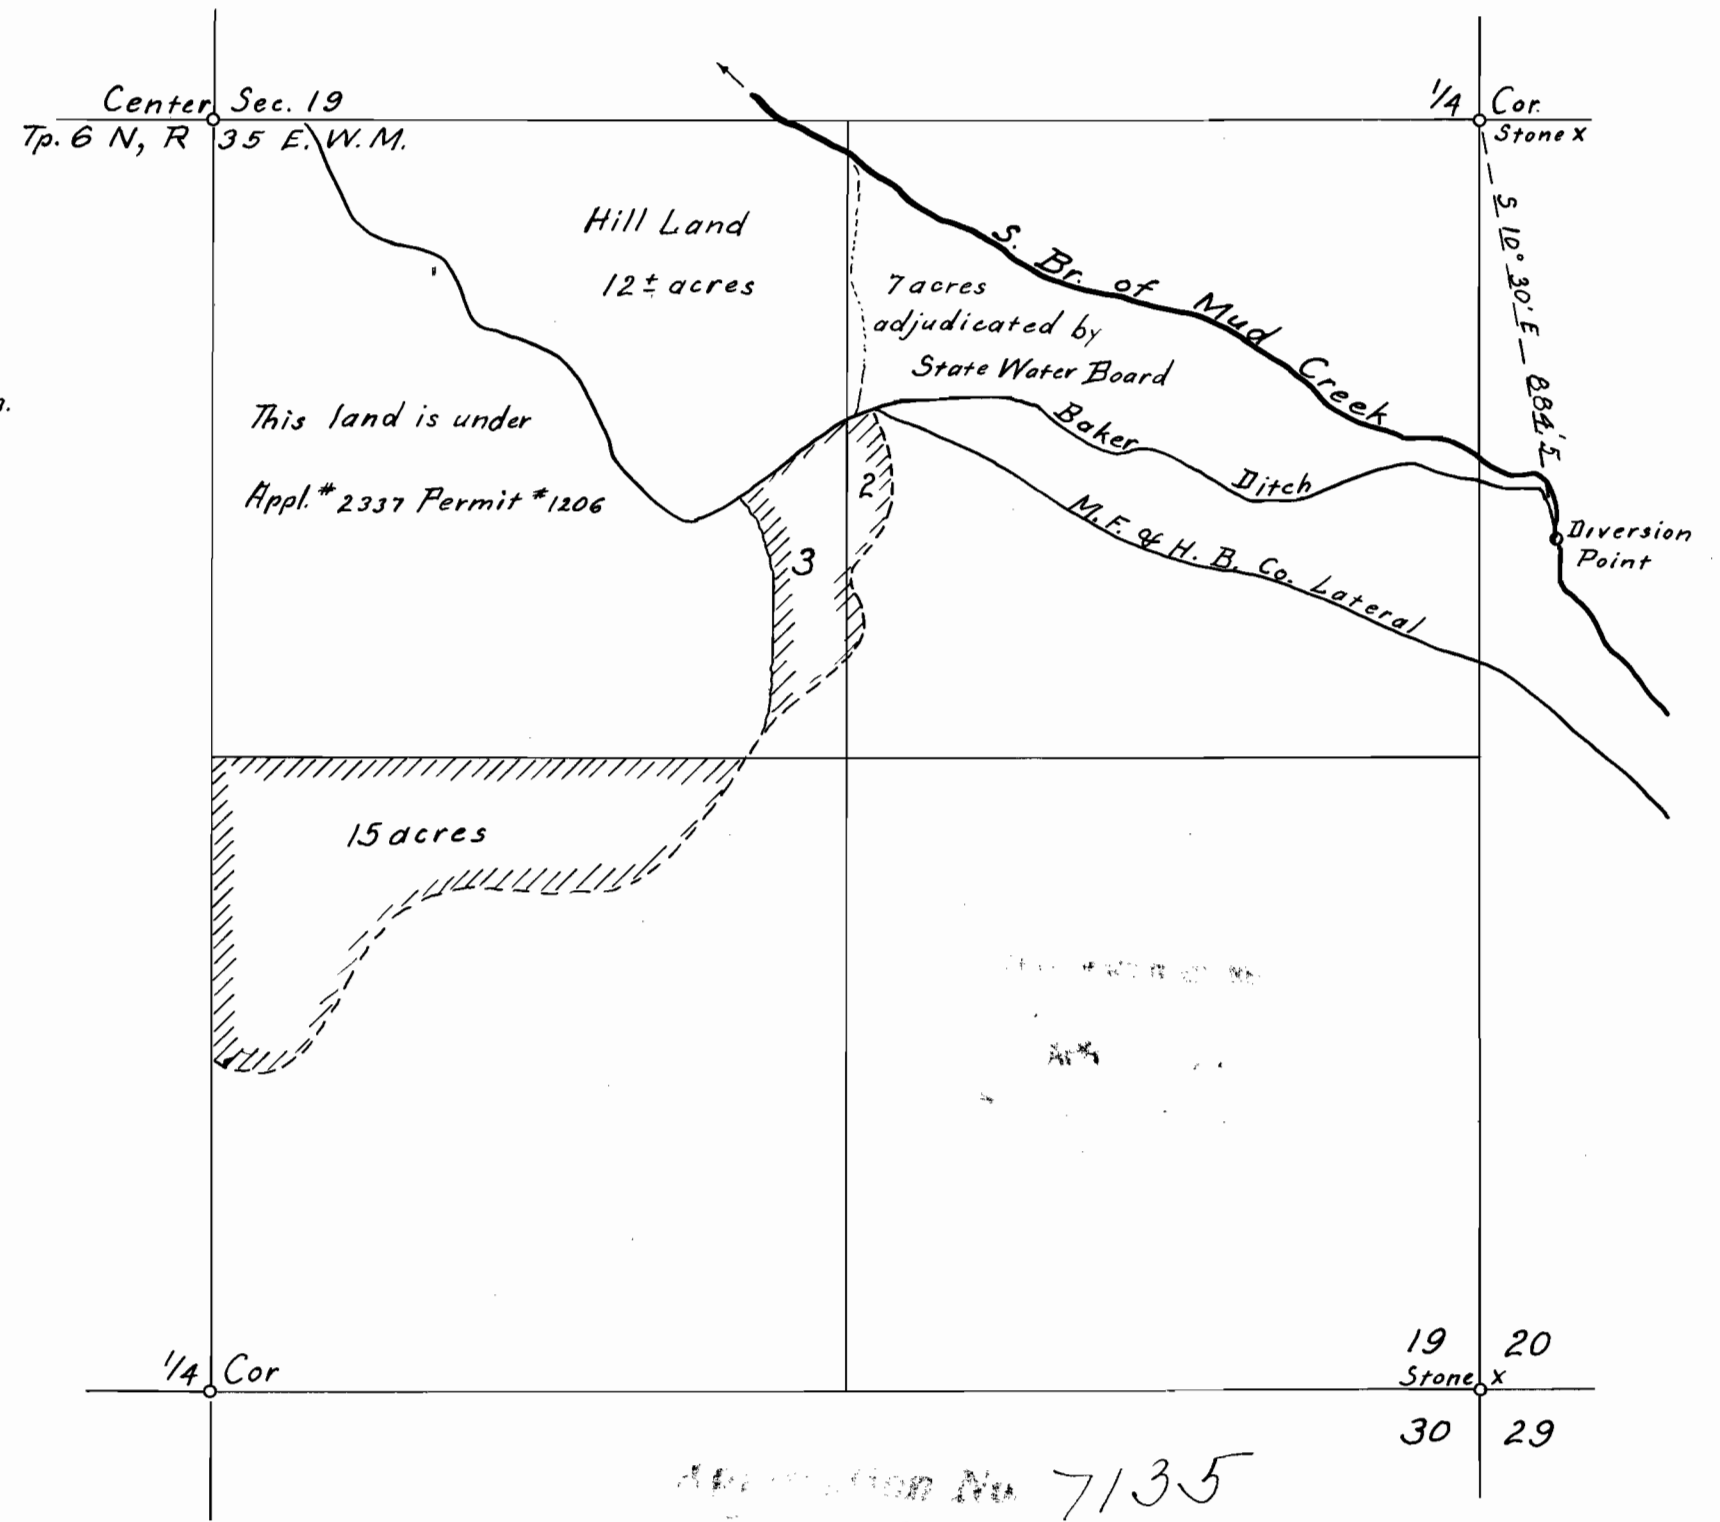 Center Sec. 19
Tp. 6 N, R 35 E. W. M.
1/4 Cor.
Stone x
S 10° 30' E — 884'.5
Hill Land
12± acres
7 acres
adjudicated by
State Water Board
S. Br. of Mud Creek
This land is under
Appl. #2337 Permit #1206
Baker Ditch
M. F. & H. B. Co. Lateral
Diversion
Point
2
3
15 acres
1/4 Cor
19 20
Stone x
30 29
No. 7135